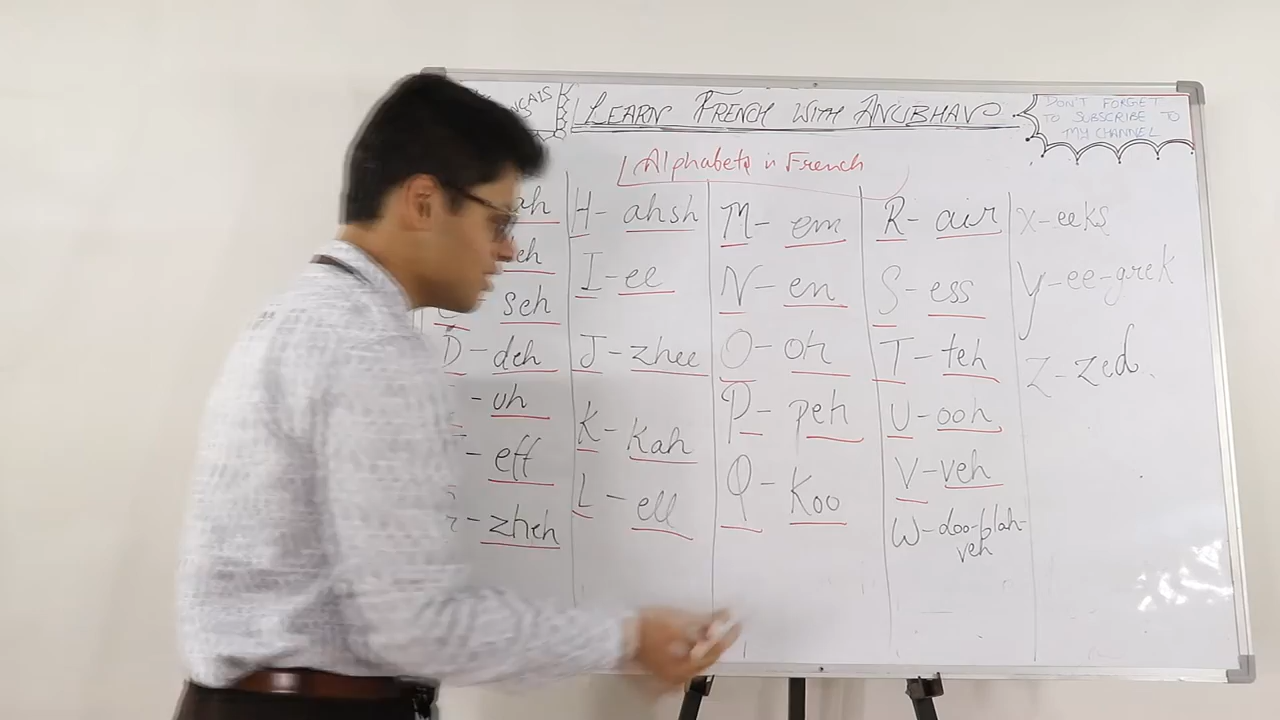 LEARN FRENCH WITH ANUBHAV
DON'T FORGET
TO SUBSCRIBE TO
MY CHANNEL
Alphabets in French
ah
eh
seh
D - deh
- uh
- eff
- zheh
H - ahsh
I - ee
J - zhee
K - Kah
L - ell
M - em
N - en
O - oh
P - peh
Q - Koo
R - air
S - ess
T - teh
U - ooh
V - veh
W - doo-blah-
veh
X - eeks
Y - ee-grek
Z - zed.